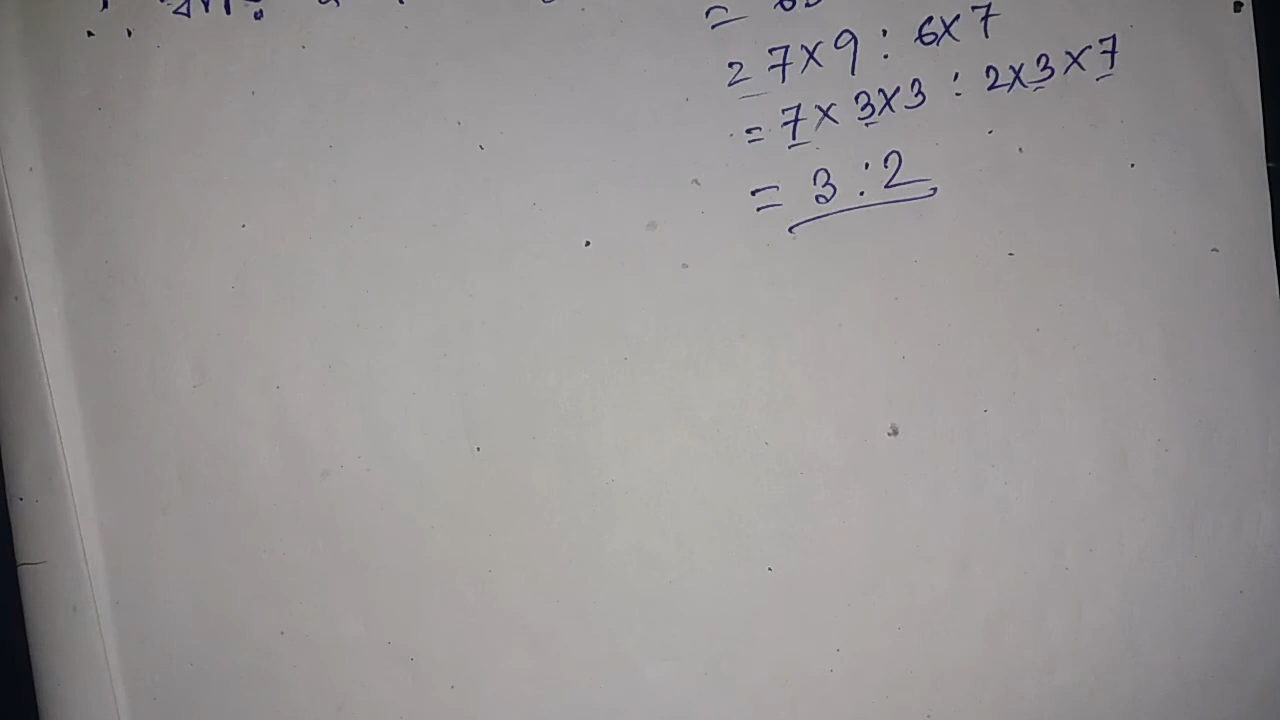 = 7×9 : 6×7
= 7×3×3 : 2×3×7
= 3:2